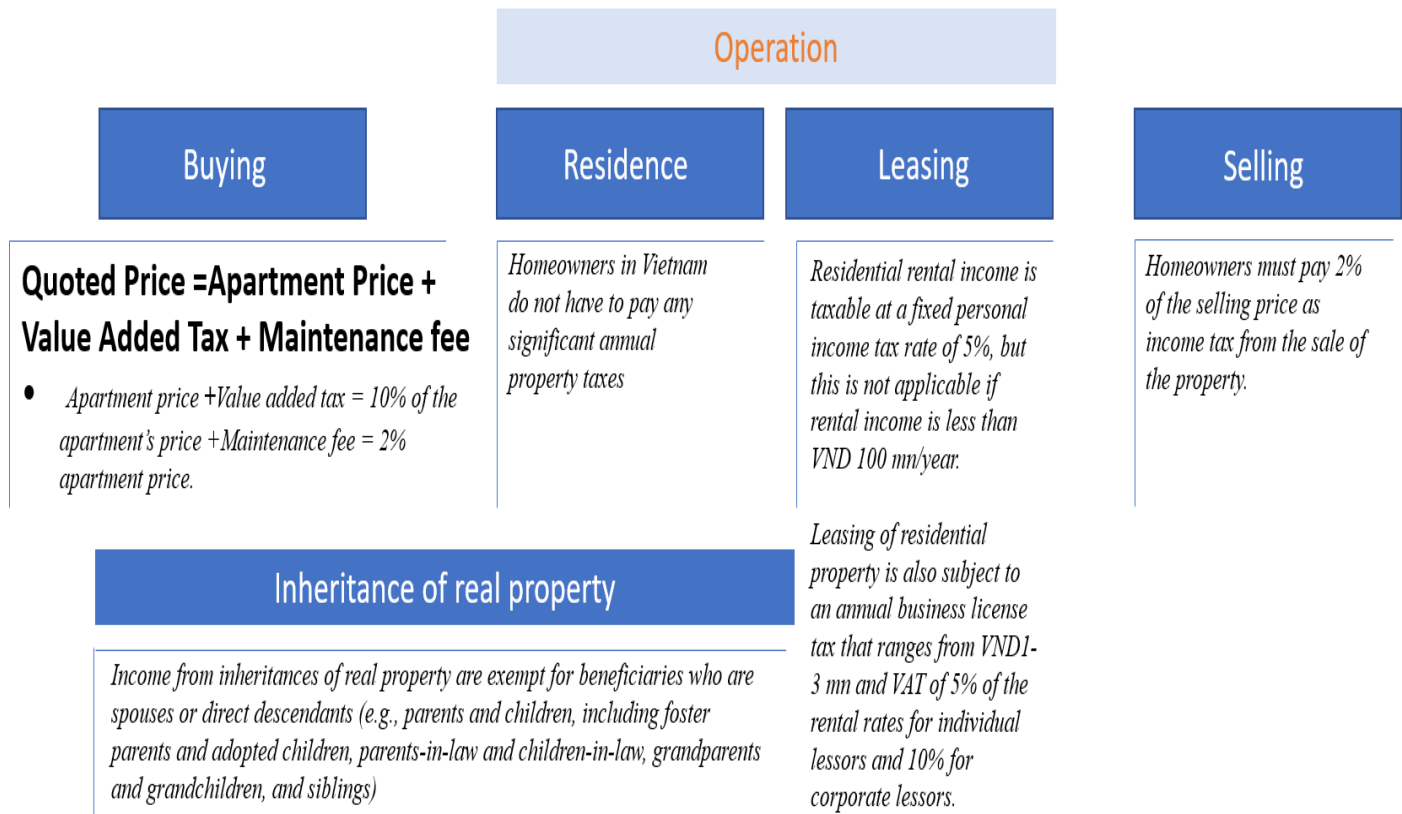 Operation
Buying
Residence
Leasing
Selling
Quoted Price =Apartment Price +
Value Added Tax + Maintenance fee
• Apartment price +Value added tax = 10% of the
apartment’s price +Maintenance fee = 2%
apartment price.
Homeowners in Vietnam
do not have to pay any
significant annual
property taxes
Residential rental income is
taxable at a fixed personal
income tax rate of 5%, but
this is not applicable if
rental income is less than
VND 100 mn/year.
Leasing of residential
property is also subject to
an annual business license
tax that ranges from VND1-
3 mn and VAT of 5% of the
rental rates for individual
lessors and 10% for
corporate lessors.
Homeowners must pay 2%
of the selling price as
income tax from the sale of
the property.
Inheritance of real property
Income from inheritances of real property are exempt for beneficiaries who are
spouses or direct descendants (e.g., parents and children, including foster
parents and adopted children, parents-in-law and children-in-law, grandparents
and grandchildren, and siblings)